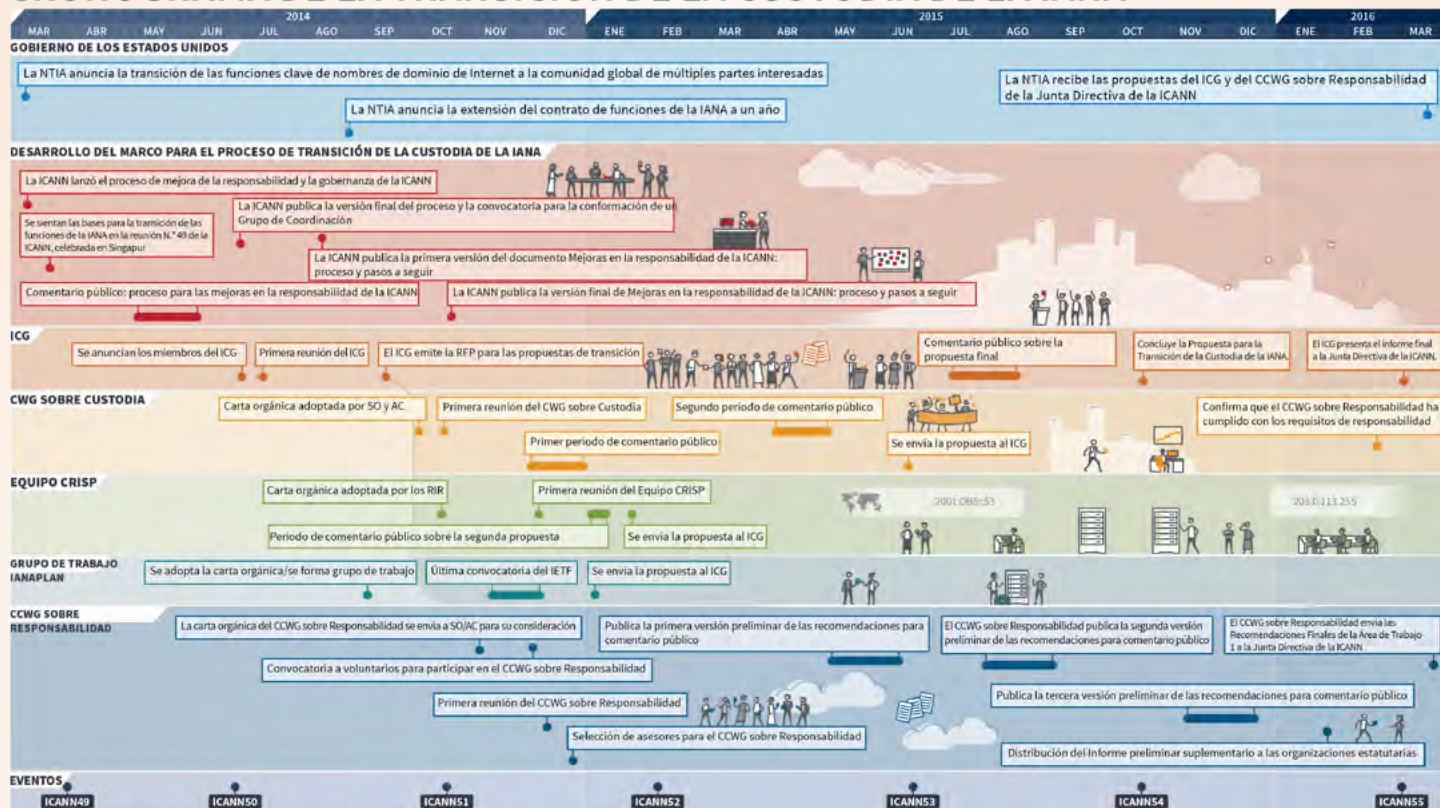 2014 2015 2016
MAR ABR MAY JUN JUL AGO SEP OCT NOV DIC ENE FEB MAR ABR MAY JUN JUL AGO SEP OCT NOV DIC ENE FEB MAR
GOBIERNO DE LOS ESTADOS UNIDOS
La NTIA anuncia la transición de las funciones clave de nombres de dominio de Internet a la comunidad global de múltiples partes interesadas
La NTIA recibe las propuestas del ICG y del CCWG sobre Responsabilidad
de la Junta Directiva de la ICANN
La NTIA anuncia la extensión del contrato de funciones de la IANA a un año
DESARROLLO DEL MARCO PARA EL PROCESO DE TRANSICIÓN DE LA CUSTODIA DE LA IANA
La ICANN lanzó el proceso de mejora de la responsabilidad y la gobernanza de la ICANN
La ICANN publica la versión final del proceso y la convocatoria para la conformación de un
Grupo de Coordinación
Se sientan las bases para la transición de las
funciones de la IANA en la reunión N.° 49 de la
ICANN, celebrada en Singapur
La ICANN publica la primera versión del documento Mejoras en la responsabilidad de la ICANN:
proceso y pasos a seguir
Comentario público: proceso para las mejoras en la responsabilidad de la ICANN
La ICANN publica la versión final de Mejoras en la responsabilidad de la ICANN: proceso y pasos a seguir
ICG
Se anuncian los miembros del ICG
Primera reunión del ICG
El ICG emite la RFP para las propuestas de transición
Comentario público sobre la
propuesta final
Concluye la Propuesta para la
Transición de la Custodia de la IANA.
El ICG presenta el informe final
a la Junta Directiva de la ICANN.
CWG SOBRE CUSTODIA
Carta orgánica adoptada por SO y AC
Primera reunión del CWG sobre Custodia
Segundo período de comentario público
Confirma que el CCWG sobre Responsabilidad ha
cumplido con los requisitos de responsabilidad
Primer período de comentario público
Se envía la propuesta al ICG
EQUIPO CRISP
Carta orgánica adoptada por los RIR
Primera reunión del Equipo CRISP
2001:0DB8::53
203.0.113.255
Período de comentario público sobre la segunda propuesta
Se envía la propuesta al ICG
GRUPO DE TRABAJO
IANAPLAN
Se adopta la carta orgánica/se forma grupo de trabajo
Última convocatoria del IETF
Se envía la propuesta al ICG
CCWG SOBRE
RESPONSABILIDAD
La carta orgánica del CCWG sobre Responsabilidad se envía a SO/AC para su consideración
Publica la primera versión preliminar de las recomendaciones para
comentario público
El CCWG sobre Responsabilidad publica la segunda versión
preliminar de las recomendaciones para comentario público
El CCWG sobre Responsabilidad envía las
Recomendaciones Finales de la Área de Trabajo
1 a la Junta Directiva de la ICANN
Convocatoria a voluntarios para participar en el CCWG sobre Responsabilidad
Primera reunión del CCWG sobre Responsabilidad
Publica la tercera versión preliminar de las recomendaciones para comentario público
Selección de asesores para el CCWG sobre Responsabilidad
Distribución del Informe preliminar suplementario a las organizaciones estatutarias
EVENTOS
ICANN49 ICANN50 ICANN51 ICANN52 ICANN53 ICANN54 ICANN55